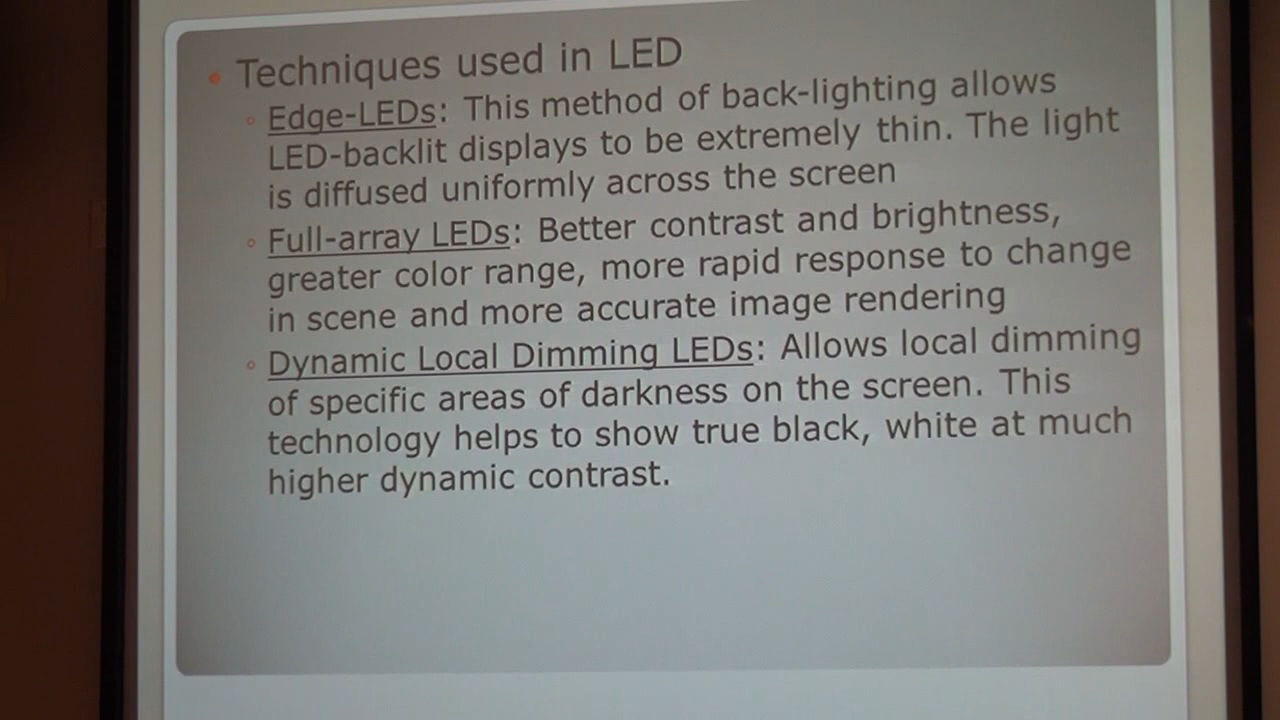 • Techniques used in LED
◦ Edge-LEDs: This method of back-lighting allows
LED-backlit displays to be extremely thin. The light
is diffused uniformly across the screen
◦ Full-array LEDs: Better contrast and brightness,
greater color range, more rapid response to change
in scene and more accurate image rendering
◦ Dynamic Local Dimming LEDs: Allows local dimming
of specific areas of darkness on the screen. This
technology helps to show true black, white at much
higher dynamic contrast.